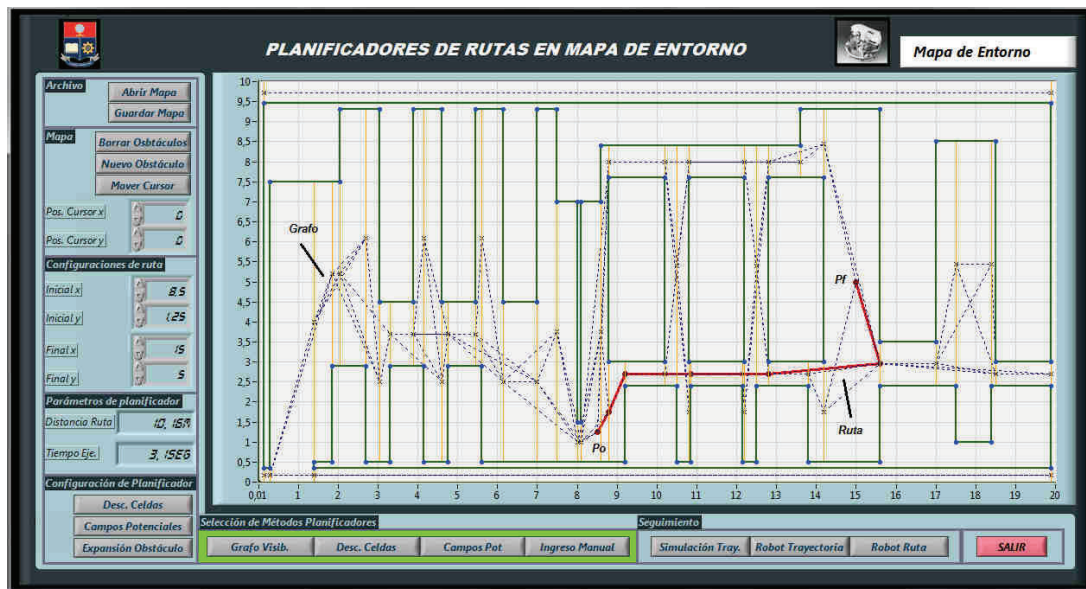 PLANIFICADORES DE RUTAS EN MAPA DE ENTORNO
Mapa de Entorno
Archivo
Abrir Mapa
Guardar Mapa
Mapa
Borrar Osbtáculos
Nuevo Obstáculo
Mover Cursor
Pos. Cursor x 0
Pos. Cursor y 0
Configuraciones de ruta
Inicial x 8,5
Inicial y 1,25
Final x 15
Final y 5
Parámetros de planificador
Distancia Ruta
Tiempo Eje.
Configuración de Planificador
Desc. Celdas
Campos Potenciales
Expansión Obstáculo
10
9,5
9
8,5
8
7,5
7
6,5
6
5,5
5
4,5
4
3,5
3
2,5
2
1,5
1
0,5
0
0,01 1 2 3 4 5 6 7 8 9 10 11 12 13 14 15 16 17 18 19 20
Grafo
Pf
Po
Ruta
Selección de Métodos Planificadores
Grafo Visib. Desc. Celdas Campos Pot Ingreso Manual
Seguimiento
Simulación Tray. Robot Trayectoria Robot Ruta
SALIR